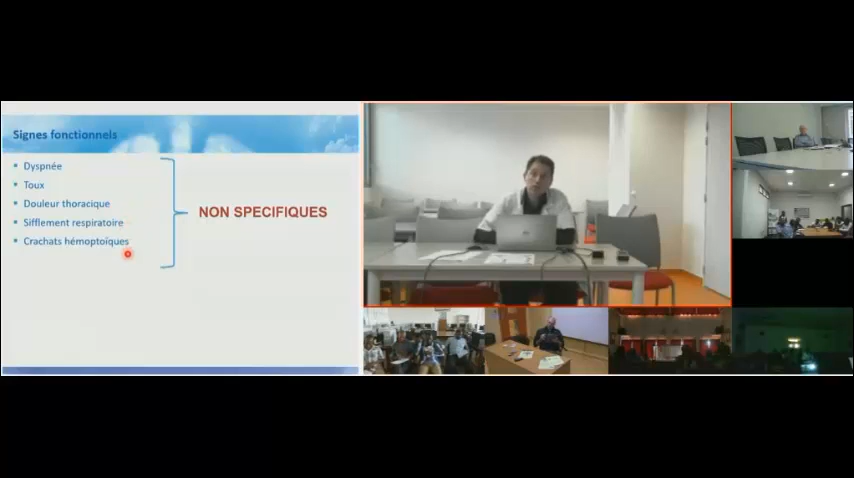 Signes fonctionnels
Dyspnée
Toux
Douleur thoracique
Sifflement respiratoire
Crachats hémoptoïques
NON SPECIFIQUES